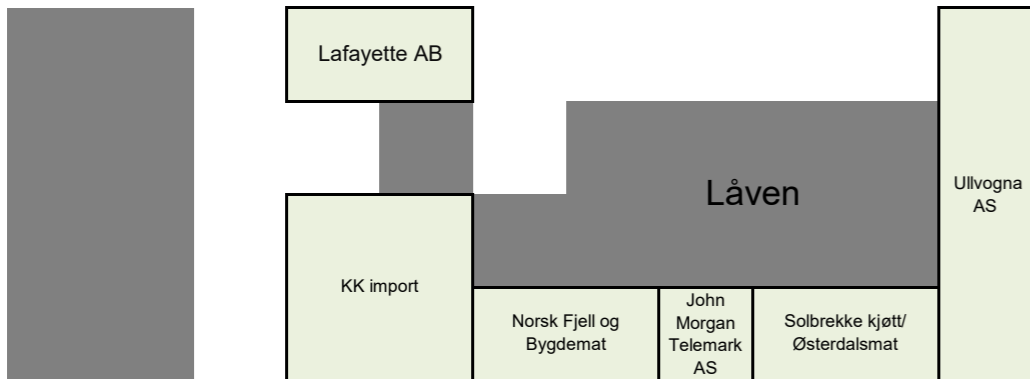 Lafayette AB
Låven
Ullvogna
AS
KK import
Norsk Fjell og
Bygdemat
John
Morgan
Telemark
AS
Solbrekke kjøtt/
Østerdalsmat